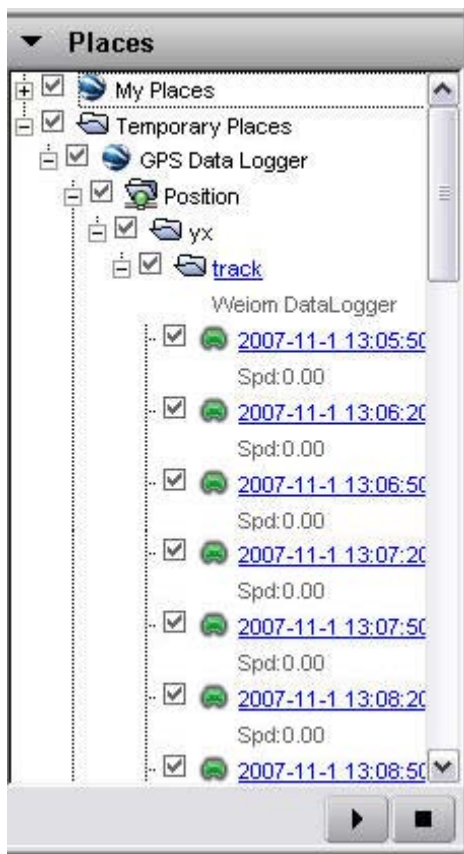 Places
My Places
Temporary Places
GPS Data Logger
Position
yx
track
Weiom DataLogger
2007-11-1 13:05:50
Spd:0.00
2007-11-1 13:06:20
Spd:0.00
2007-11-1 13:06:50
Spd:0.00
2007-11-1 13:07:20
Spd:0.00
2007-11-1 13:07:50
Spd:0.00
2007-11-1 13:08:20
Spd:0.00
2007-11-1 13:08:50